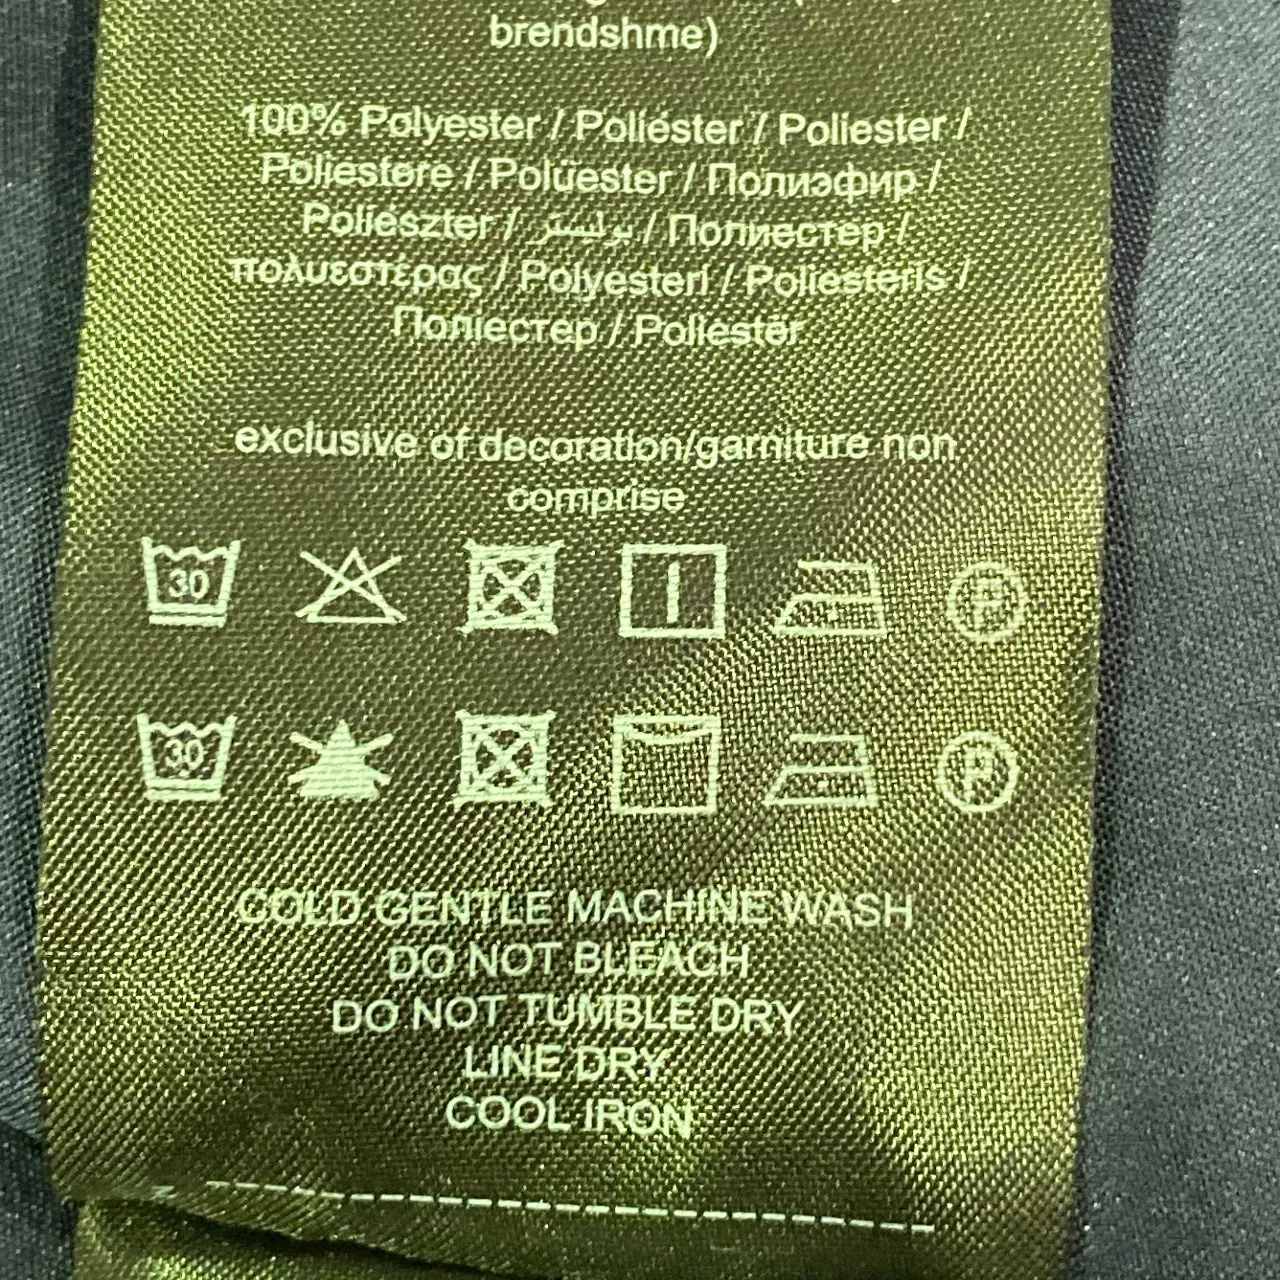 brendshme)
100% Polyester / Poliéster / Poliester /
Poliestere / Polüester / Полиэфир /
Poliészter / بوليستر / Полиестер /
πολυεστέρας / Polyesteri / Poliesteris /
Поліестер / Poliestër
exclusive of decoration/garniture non
comprise
30 P
30 P
COLD GENTLE MACHINE WASH
DO NOT BLEACH
DO NOT TUMBLE DRY
LINE DRY
COOL IRON